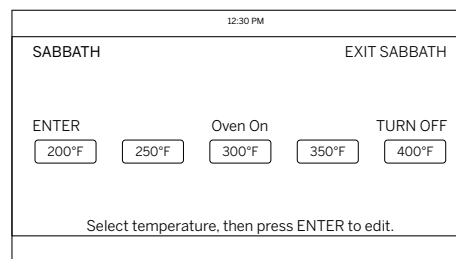 12:30 PM
SABBATH EXIT SABBATH
ENTER Oven On TURN OFF
200°F 250°F 300°F 350°F 400°F
Select temperature, then press ENTER to edit.